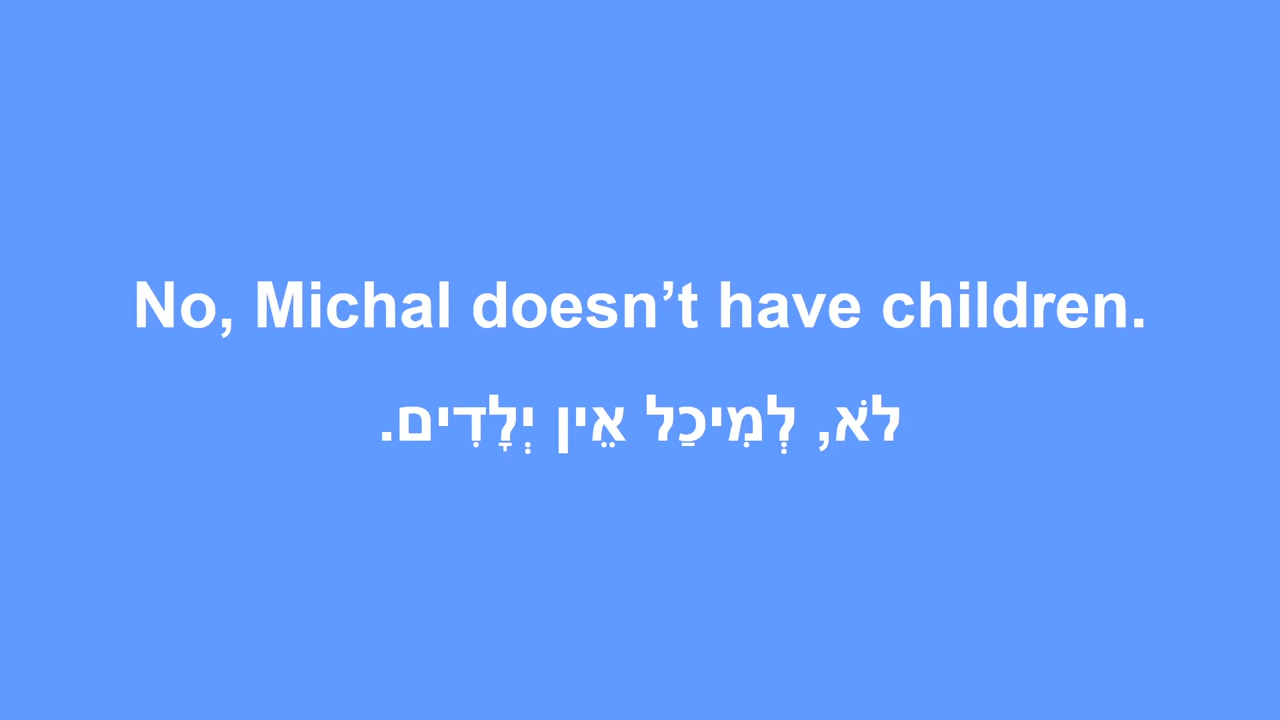 No, Michal doesn’t have children.
לֹא, לְמִיכַל אֵין יְלָדִים.